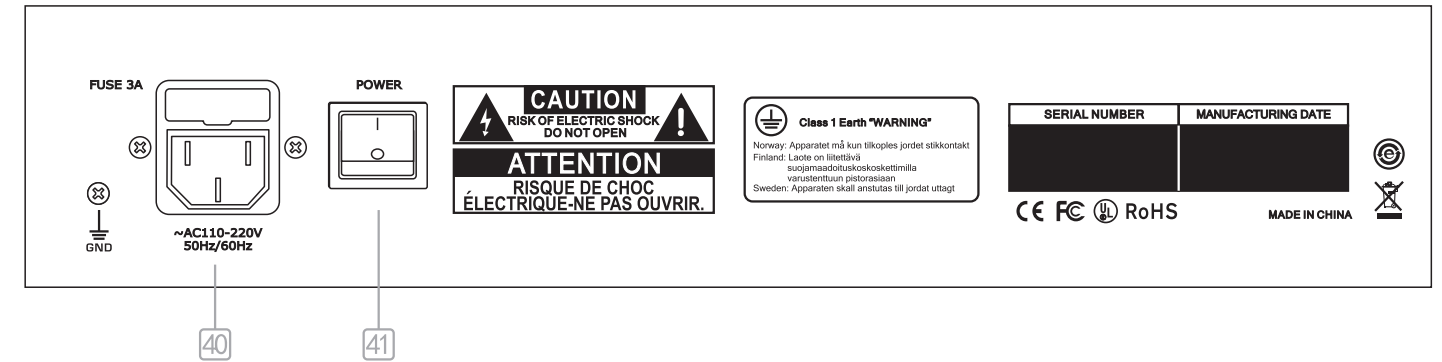 FUSE 3A
~AC110-220V
50Hz/60Hz
GND
POWER
CAUTION
RISK OF ELECTRIC SHOCK
DO NOT OPEN
ATTENTION
RISQUE DE CHOC
ÉLECTRIQUE-NE PAS OUVRIR.
Class 1 Earth "WARNING"
Norway: Apparatet må kun tilkoples jordet stikkontakt
Finland: Laote on liitettävä
suojamaadoituskoskoskettimilla
varustenttuun pistorasiaan
Sweden: Apparaten skall anstutas till jordat uttagt
SERIAL NUMBER
MANUFACTURING DATE
CE FC UL RoHS
MADE IN CHINA
e
40
41